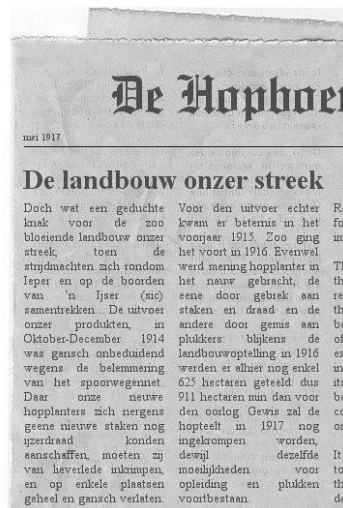 De Hopboer
mei 1917
De landbouw onzer streek
Doch wat een geduchte
knak voor de zoo
bloeiende landbouw onzer
streek, toen de
strijdmachten zich rondom
Ieper en op de boorden
van 'n Ijser (sic)
samentrekken... De uitvoer
onzer produkten, in
Oktober-December 1914
was gansch onbeduidend
wegens de belemmering
van het spoorwegennet.
Daar onze nieuwe
hopplanters zich nergens
geene nieuwe staken nog
ijzerdraad konden
aanschaffen, moeten zij
van lieverlede inkrimpen,
en op enkele plaatsen
geheel en gansch verlaten.
Voor den uitvoer echter
kwam er beternis in het
voorjaar 1915. Zoo ging
het voort in 1916. Evenwel
werd mening hopplanter in
het nauw gebracht, de
eene door gebrek aan
staken en draad en de
andere door gemis aan
plukkers: blijkens de
landbouwoptelling in 1916
werden er alhier nog enkel
625 hectaren geteeld: dus
911 hectaren min dan voor
den oorlog. Gewis zal de
hopteelt in 1917 nog
ingekrompen worden,
dewijl dezelfde
moeilijkheden voor
opleiding en plukken
voortbestaan.